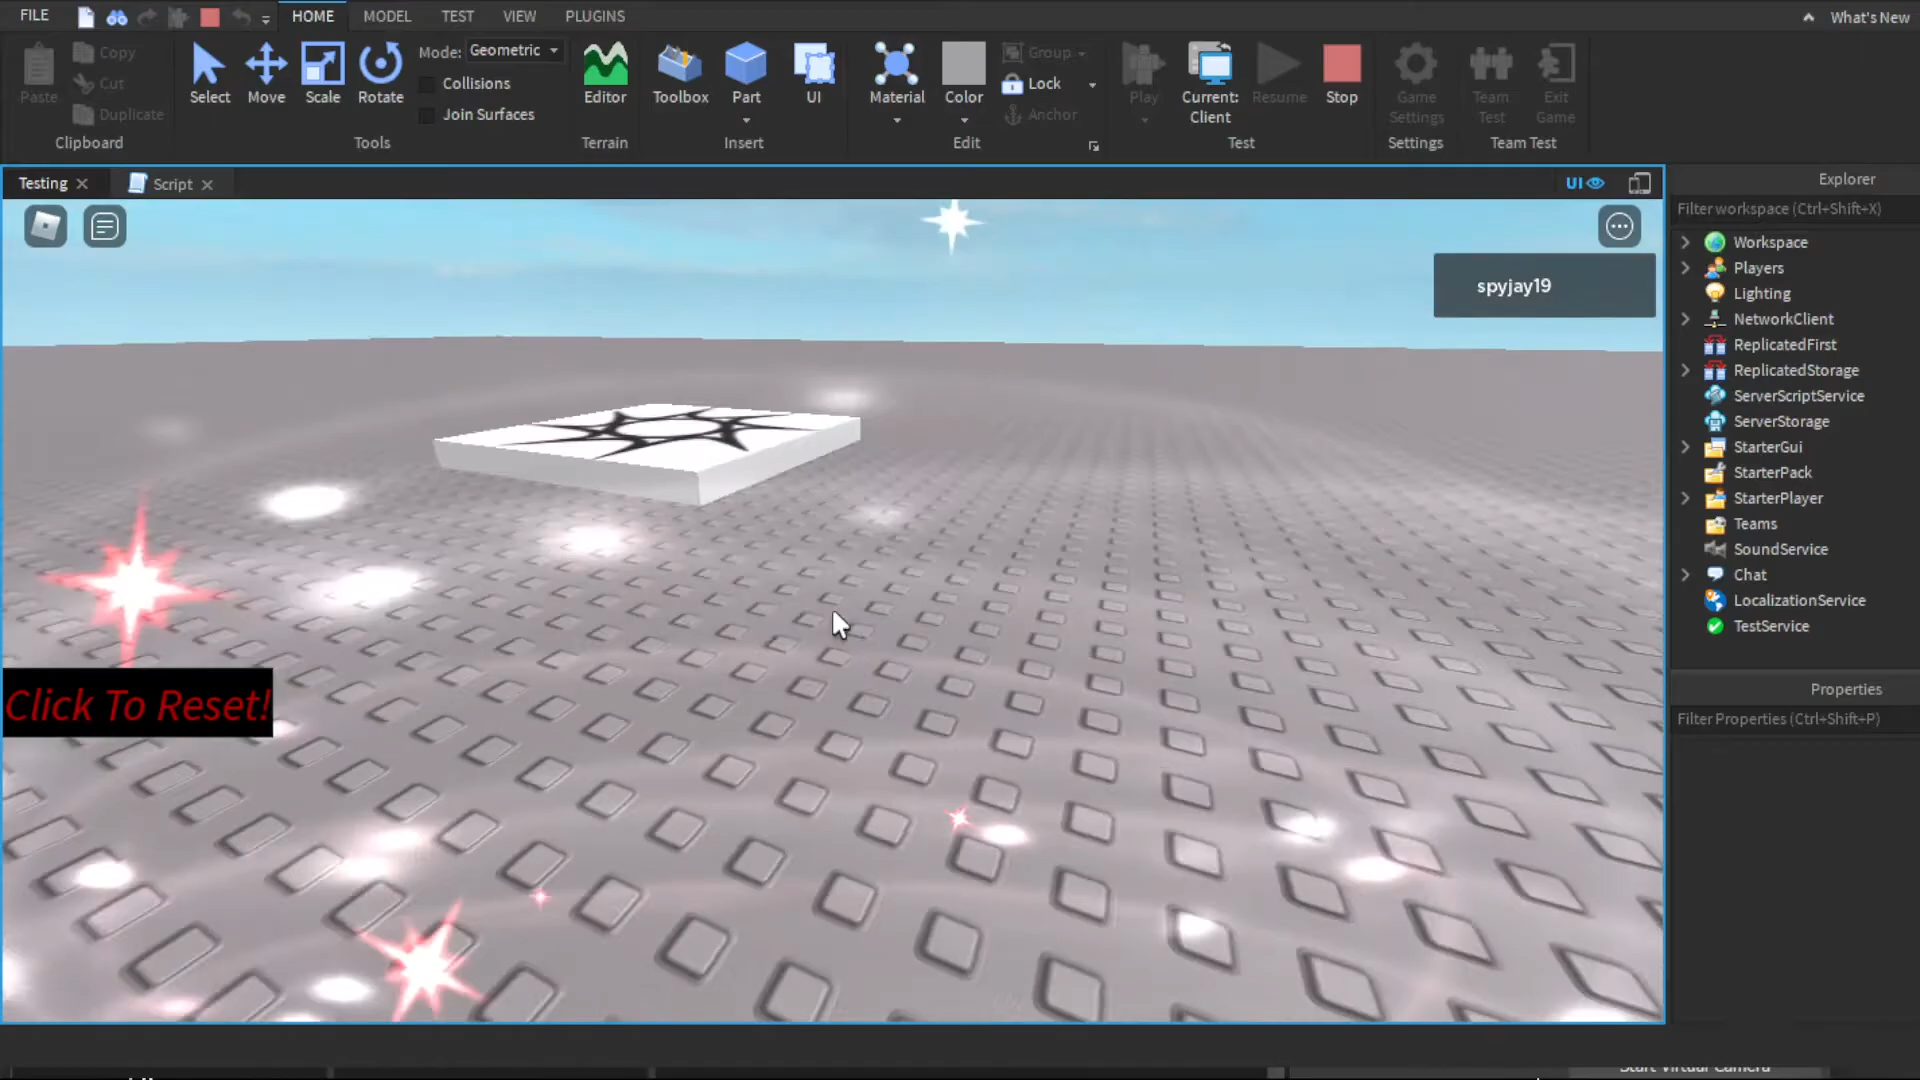 FILE HOME MODEL TEST VIEW PLUGINS What's New
Paste Copy Cut Duplicate
Clipboard
Select Move Scale Rotate
Mode: Geometric
Collisions
Join Surfaces
Tools
Editor
Terrain
Toolbox Part UI
Insert
Material Color Group Lock Anchor
Edit
Play Current: Client Resume Stop
Test
Game Settings
Settings
Team Test Exit Game
Team Test
Testing Script UI
Explorer
Filter workspace (Ctrl+Shift+X)
Workspace
Players
Lighting
NetworkClient
ReplicatedFirst
ReplicatedStorage
ServerScriptService
ServerStorage
StarterGui
StarterPack
StarterPlayer
Teams
SoundService
Chat
LocalizationService
TestService
Properties
Filter Properties (Ctrl+Shift+P)
spyjay19
Click To Reset!
Start Virtual Camera